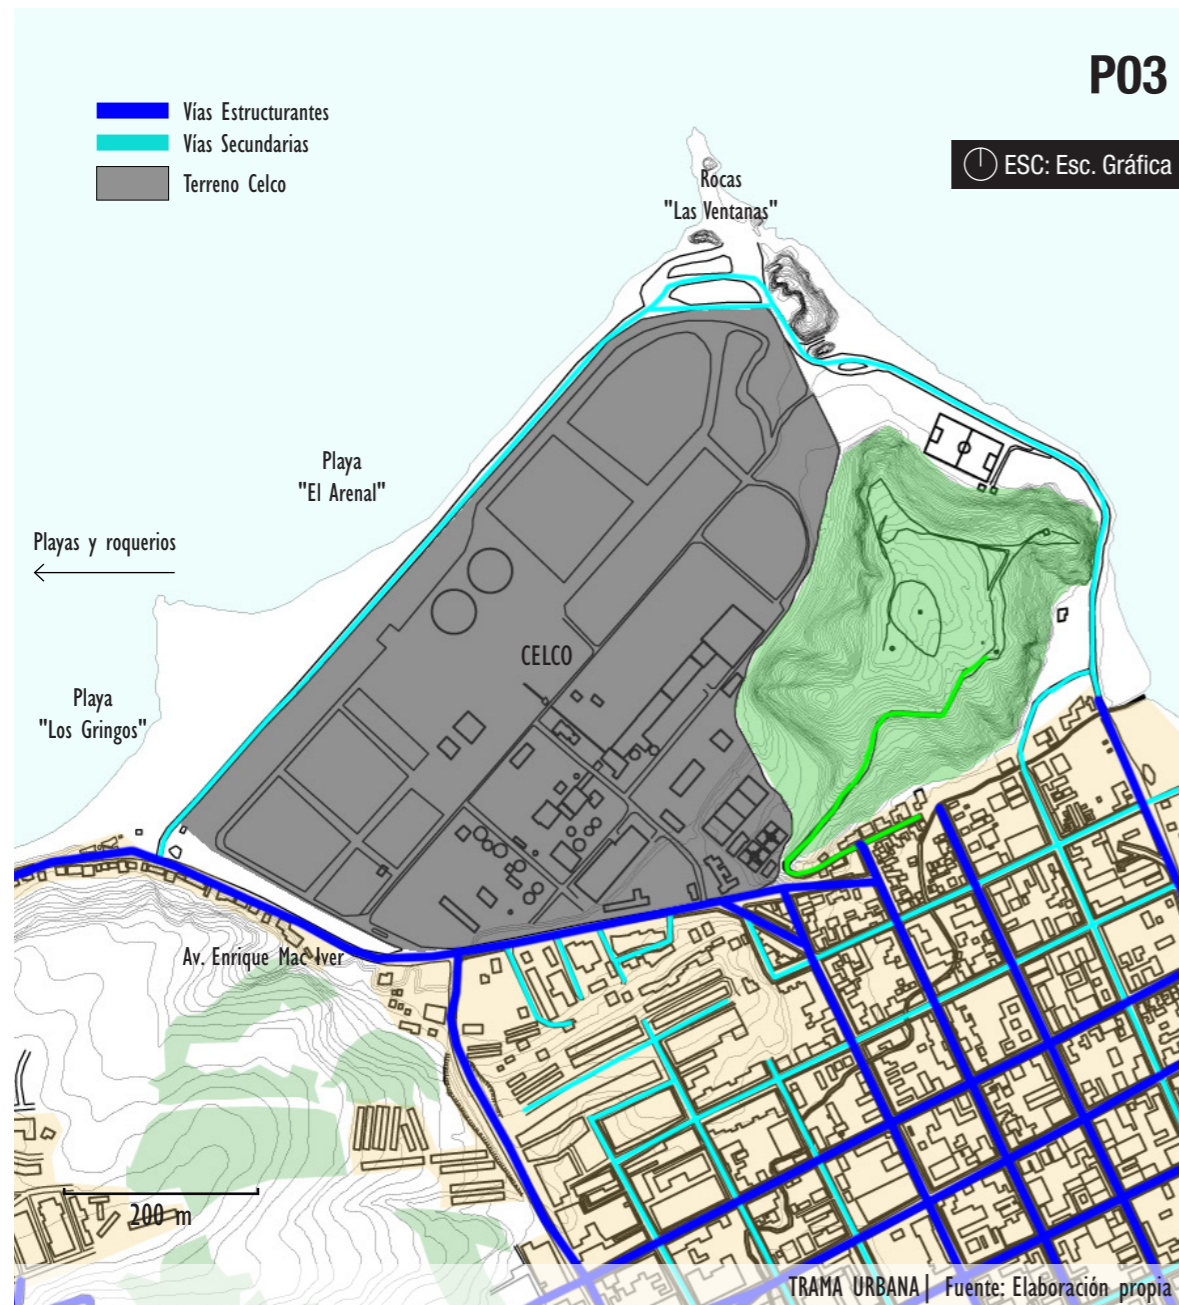 P03
Vías Estructurantes
Vías Secundarias
Terreno Celco
ESC: Esc. Gráfica
Rocas
"Las Ventanas"
Playa
"El Arenal"
Playas y roquerios
CELCO
Playa
"Los Gringos"
Av. Enrique Mac Iver
200 m
TRAMA URBANA| Fuente: Elaboración propia